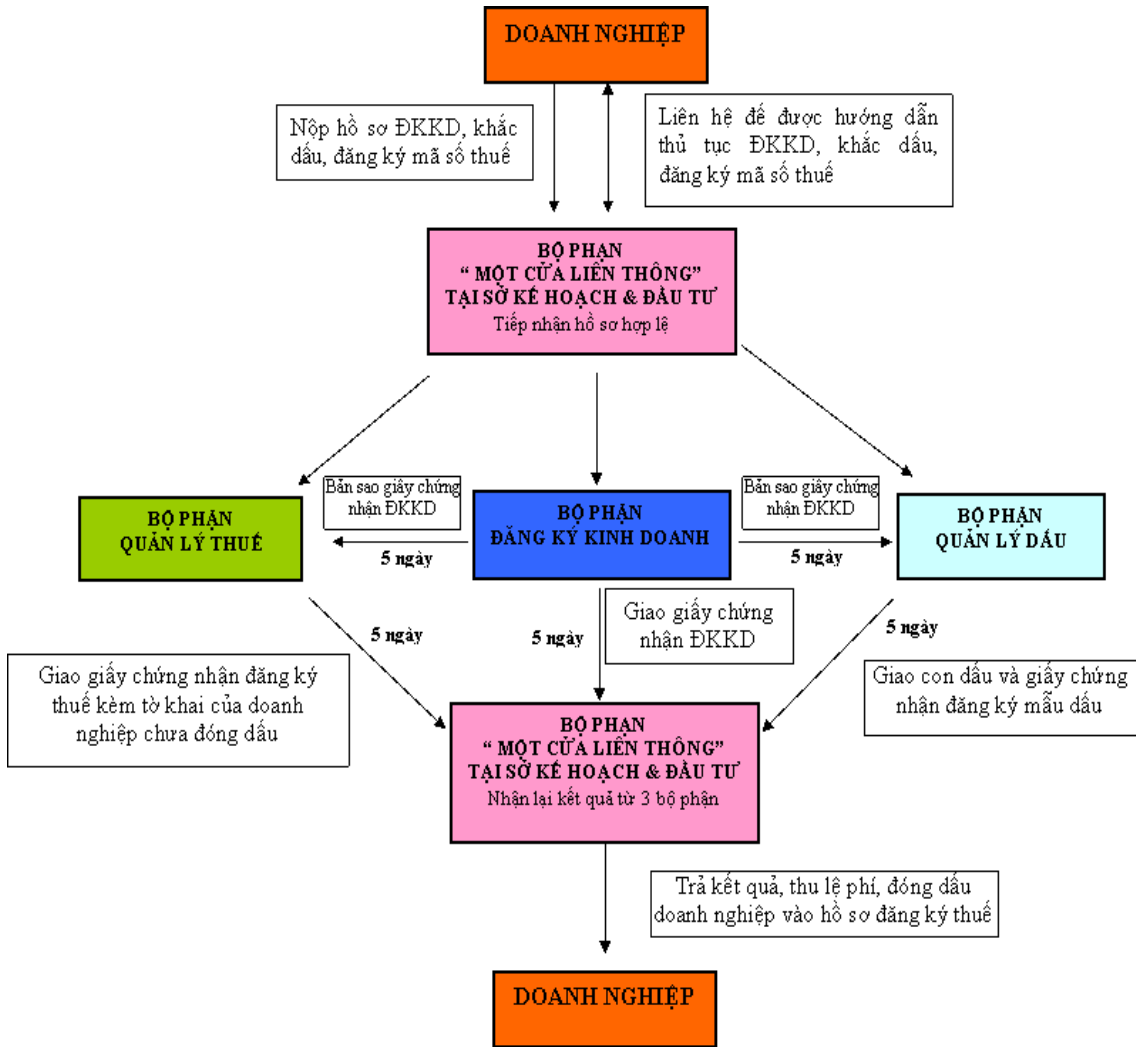 DOANH NGHIỆP
Nộp hồ sơ ĐKKD, khắc
dấu, đăng ký mã số thuế
Liên hệ để được hướng dẫn
thủ tục ĐKKD, khắc dấu,
đăng ký mã số thuế
BỘ PHẠN
“ MỘT CỬA LIÊN THÔNG”
TẠI SỞ KẾ HOẠCH & ĐẦU TƯ
Tiếp nhận hồ sơ hợp lệ
Bản sao giấy chứng
nhận ĐKKD
Bản sao giấy chứng
nhận ĐKKD
BỘ PHẬN
QUẢN LÝ THUẾ
5 ngày
BỘ PHẬN
ĐĂNG KÝ KINH DOANH
5 ngày
BỘ PHẬN
QUẢN LÝ DẤU
5 ngày
5 ngày
Giao giấy chứng
nhận ĐKKD
5 ngày
Giao giấy chứng nhận đăng ký
thuế kèm tờ khai của doanh
nghiệp chưa đóng dấu
Giao con dấu và giấy chứng
nhận đăng ký mẫu dấu
BỘ PHẬN
“ MỘT CỬA LIÊN THÔNG”
TẠI SỞ KẾ HOẠCH & ĐẦU TƯ
Nhận lại kết quả từ 3 bộ phận
Trả kết quả, thu lệ phí, đóng dấu
doanh nghiệp vào hồ sơ đăng ký thuế
DOANH NGHIỆP